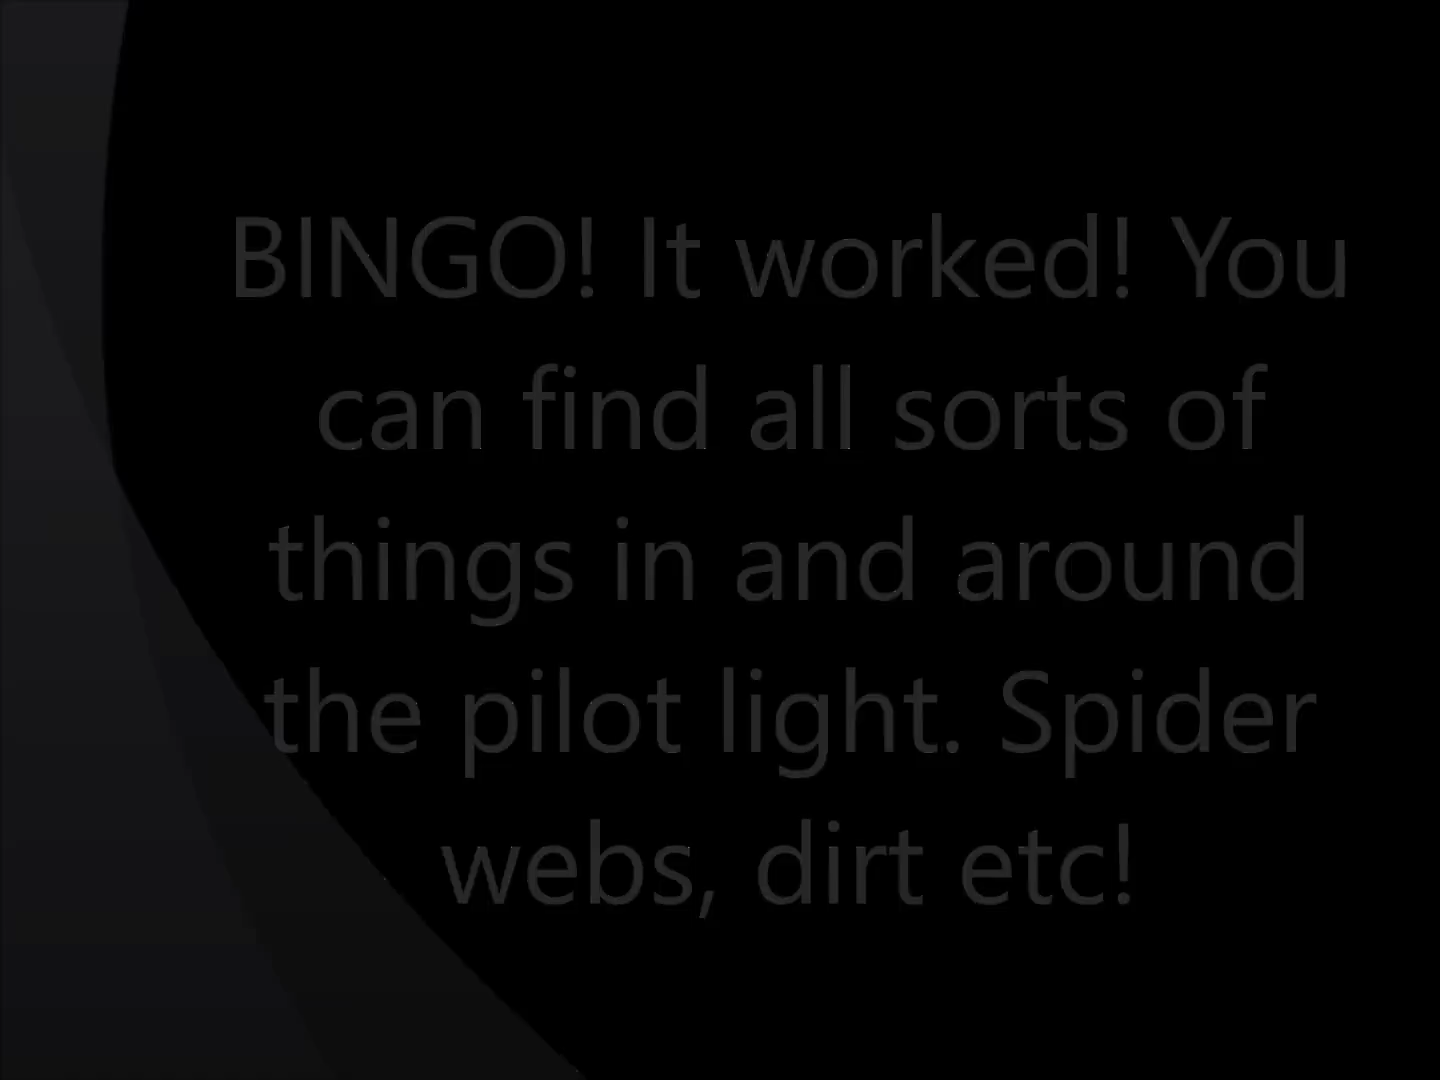 BINGO! It worked! You
can find all sorts of
things in and around
the pilot light. Spider
webs, dirt etc!